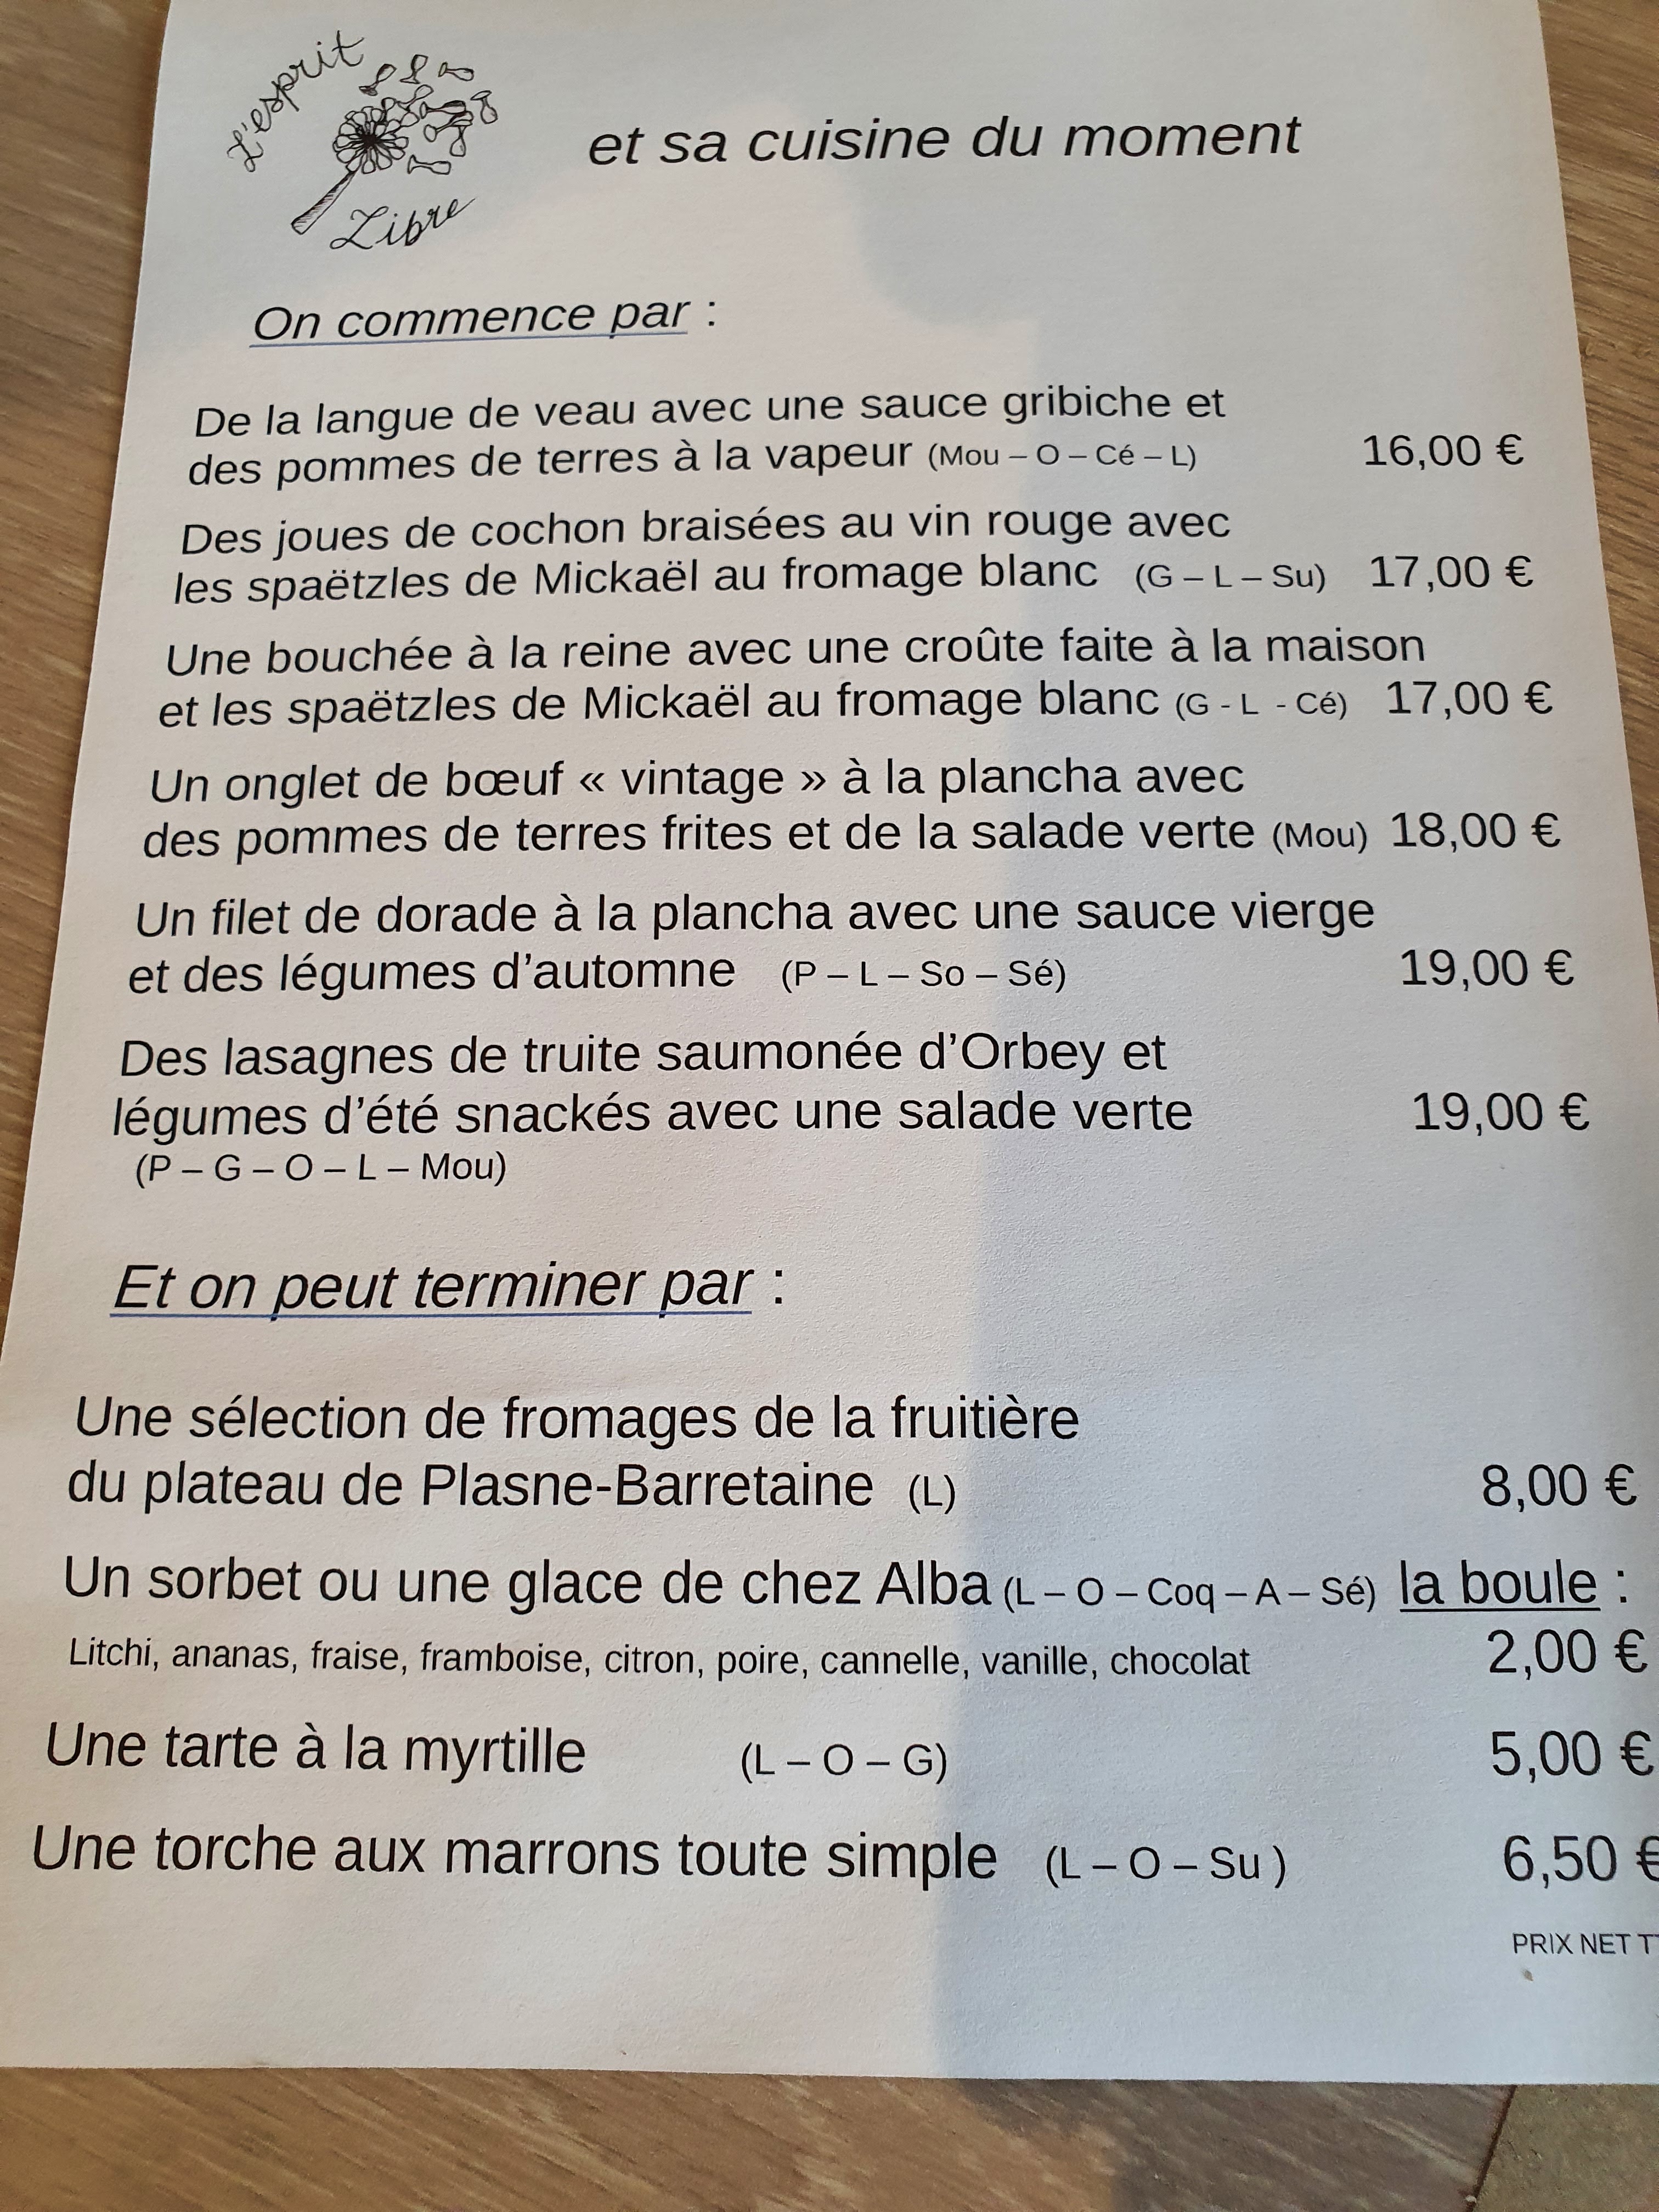 L'esprit
Libre
et sa cuisine du moment
On commence par :
De la langue de veau avec une sauce gribiche et
des pommes de terres à la vapeur (Mou – O – Cé – L) 16,00 €
Des joues de cochon braisées au vin rouge avec
les spaëtzles de Mickaël au fromage blanc (G – L – Su) 17,00 €
Une bouchée à la reine avec une croûte faite à la maison
et les spaëtzles de Mickaël au fromage blanc (G - L - Cé) 17,00 €
Un onglet de bœuf « vintage » à la plancha avec
des pommes de terres frites et de la salade verte (Mou) 18,00 €
Un filet de dorade à la plancha avec une sauce vierge
et des légumes d’automne (P – L – So – Sé) 19,00 €
Des lasagnes de truite saumonée d’Orbey et
légumes d’été snackés avec une salade verte 19,00 €
(P – G – O – L – Mou)
Et on peut terminer par :
Une sélection de fromages de la fruitière
du plateau de Plasne-Barretaine (L) 8,00 €
Un sorbet ou une glace de chez Alba (L – O – Coq – A – Sé) la boule :
Litchi, ananas, fraise, framboise, citron, poire, cannelle, vanille, chocolat 2,00 €
Une tarte à la myrtille (L – O – G) 5,00 €
Une torche aux marrons toute simple (L – O – Su ) 6,50 €
PRIX NET